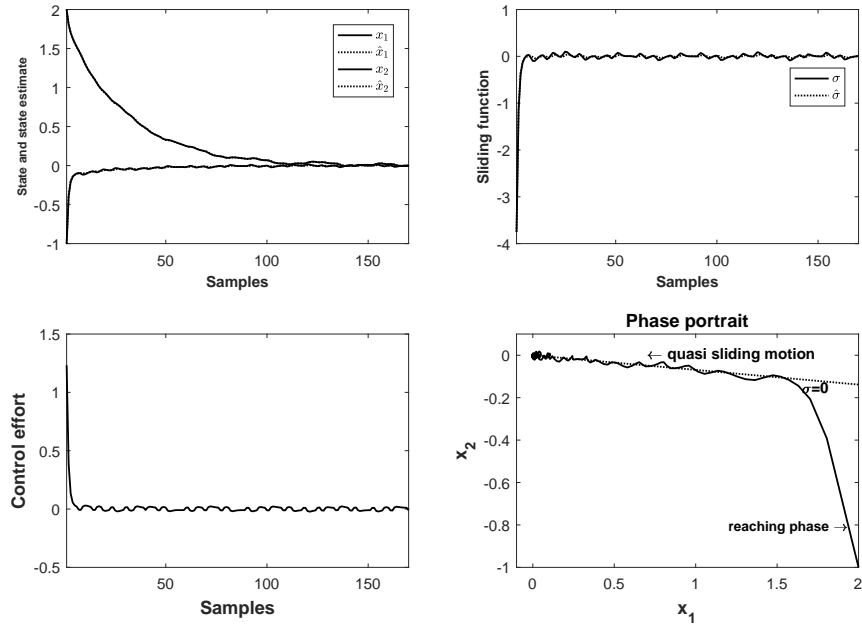 2
1.5
1
0.5
0
-0.5
-1
50
100
150
State and state estimate
Samples
x₁
x̂₁
x₂
x̂₂
1
0
-1
-2
-3
-4
50
100
150
Sliding function
Samples
σ
σ̂
1.5
1
0.5
0
-0.5
50
100
150
Control effort
Samples
Phase portrait
0
-0.2
-0.4
-0.6
-0.8
-1
0
0.5
1
1.5
2
x₂
x₁
← quasi sliding motion
σ=0
reaching phase →